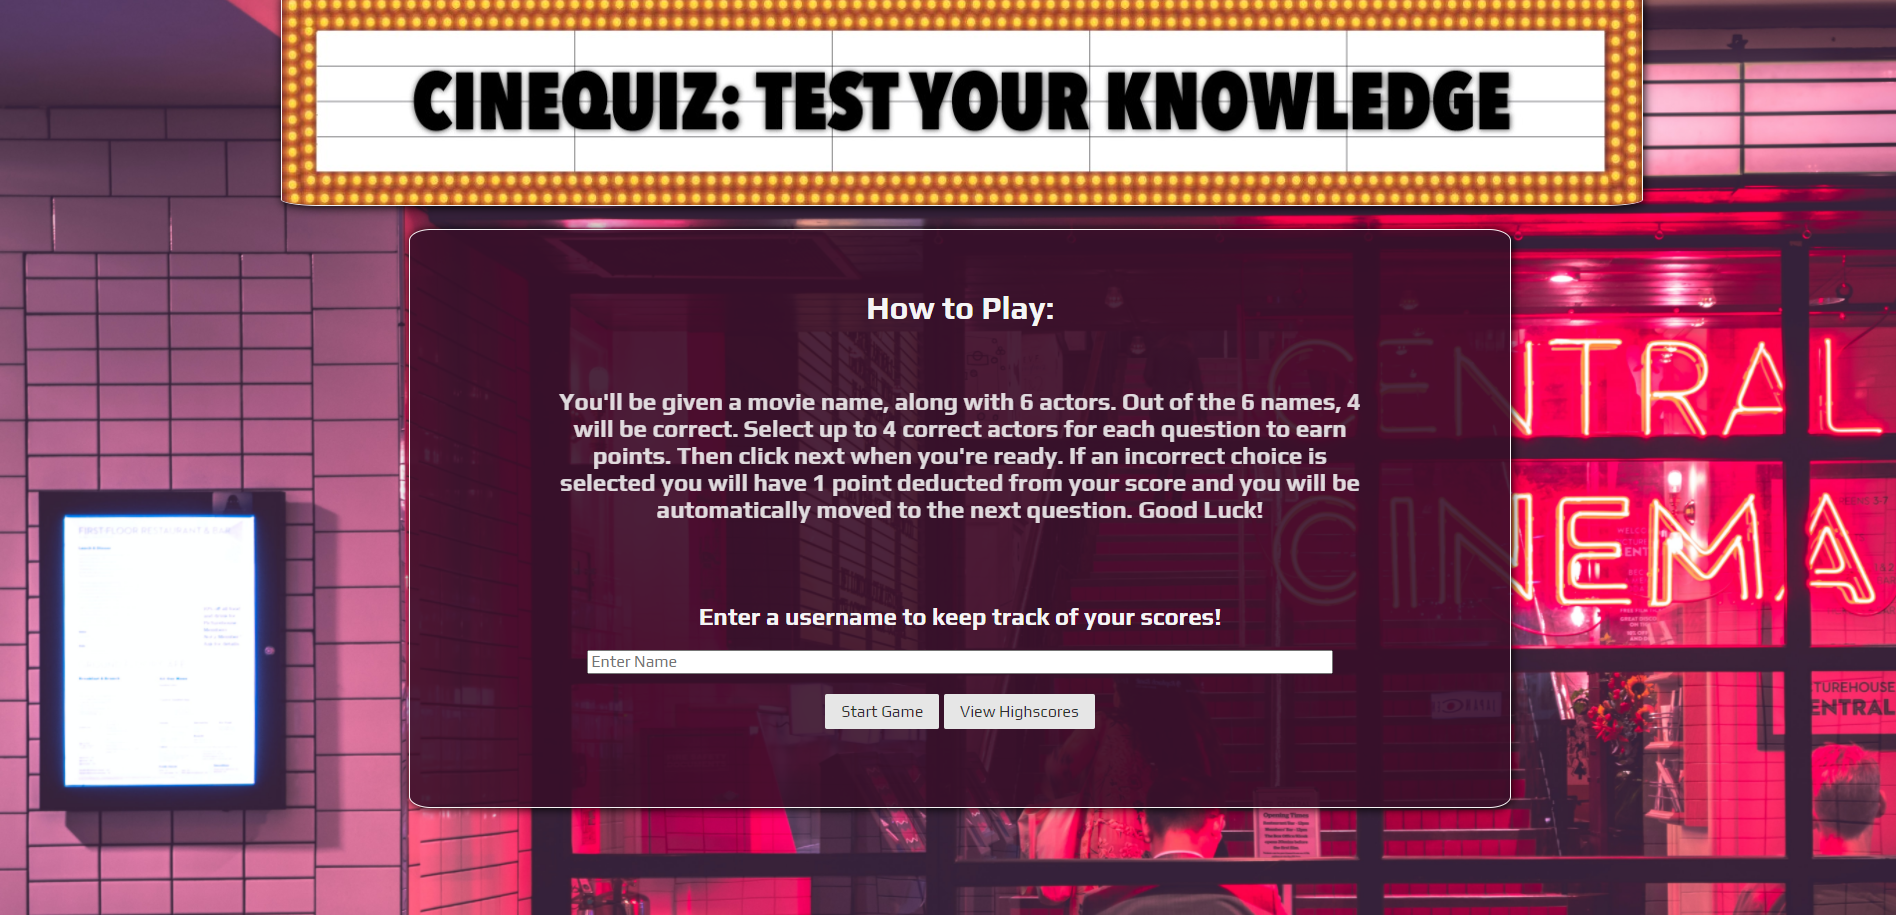 CINEQUIZ: TEST YOUR KNOWLEDGE
How to Play:
You'll be given a movie name, along with 6 actors. Out of the 6 names, 4
will be correct. Select up to 4 correct actors for each question to earn
points. Then click next when you're ready. If an incorrect choice is
selected you will have 1 point deducted from your score and you will be
automatically moved to the next question. Good Luck!
Enter a username to keep track of your scores!
Enter Name
Start Game View Highscores
CENTRAL
CINEMA
FIRST-FLOOR RESTAURANT & BAR
TUREHOUSE
ENTRAL
Opening Times